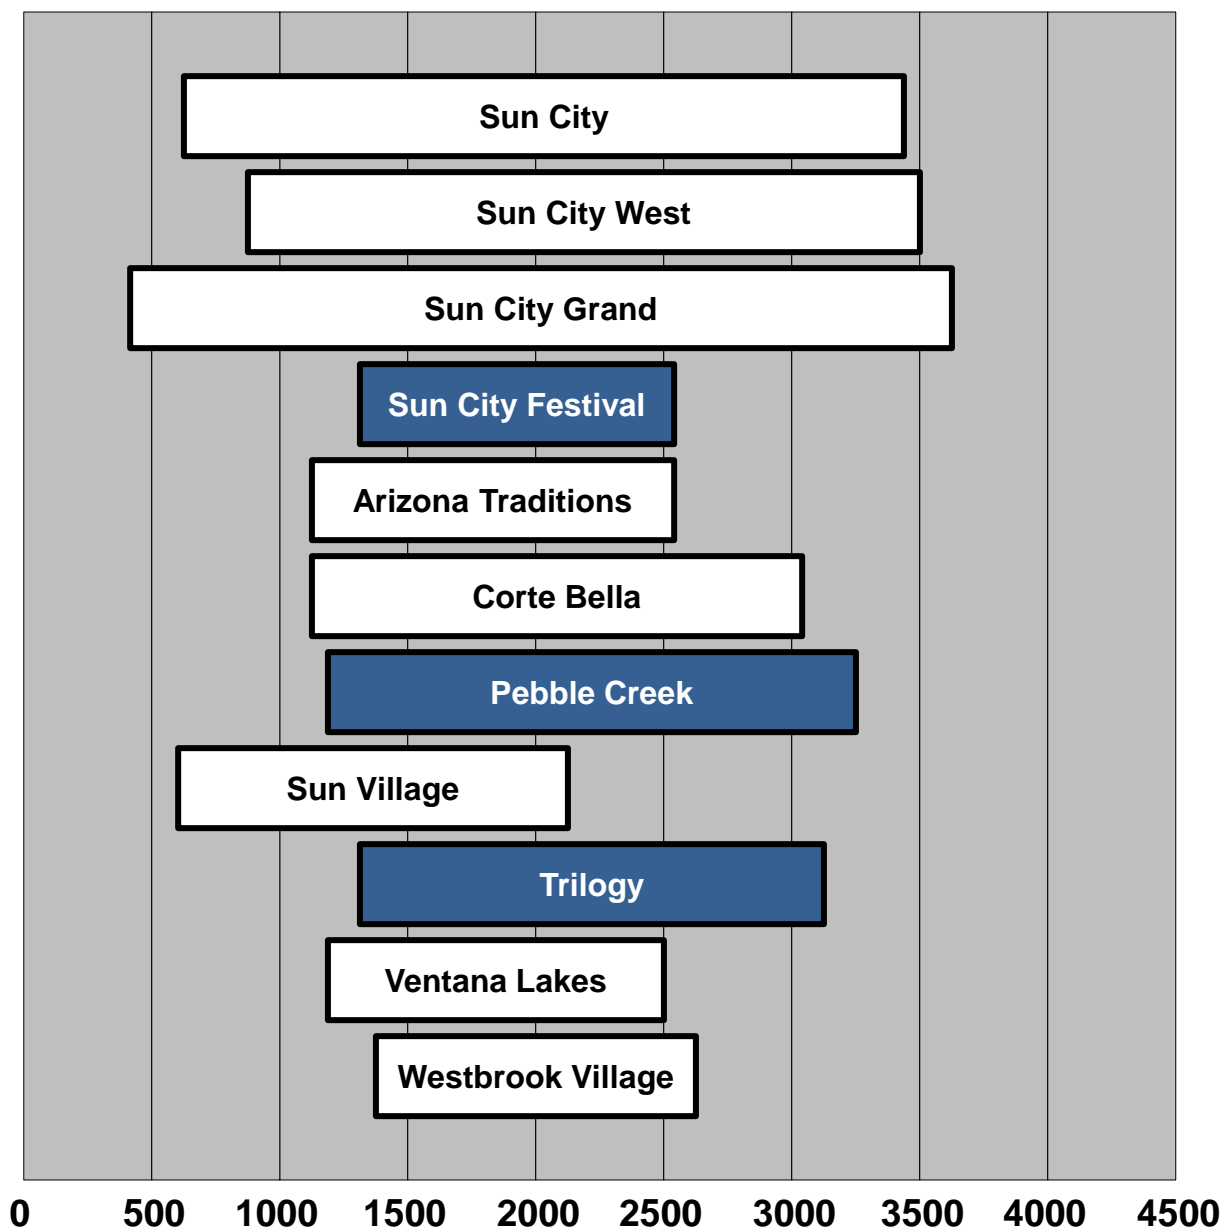 Sun City
Sun City West
Sun City Grand
Sun City Festival
Arizona Traditions
Corte Bella
Pebble Creek
Sun Village
Trilogy
Ventana Lakes
Westbrook Village
0 500 1000 1500 2000 2500 3000 3500 4000 4500